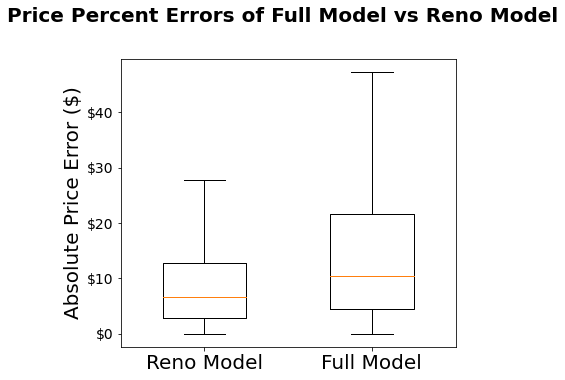 Price Percent Errors of Full Model vs Reno Model
Absolute Price Error ($)
$40
$30
$20
$10
$0
Reno Model
Full Model